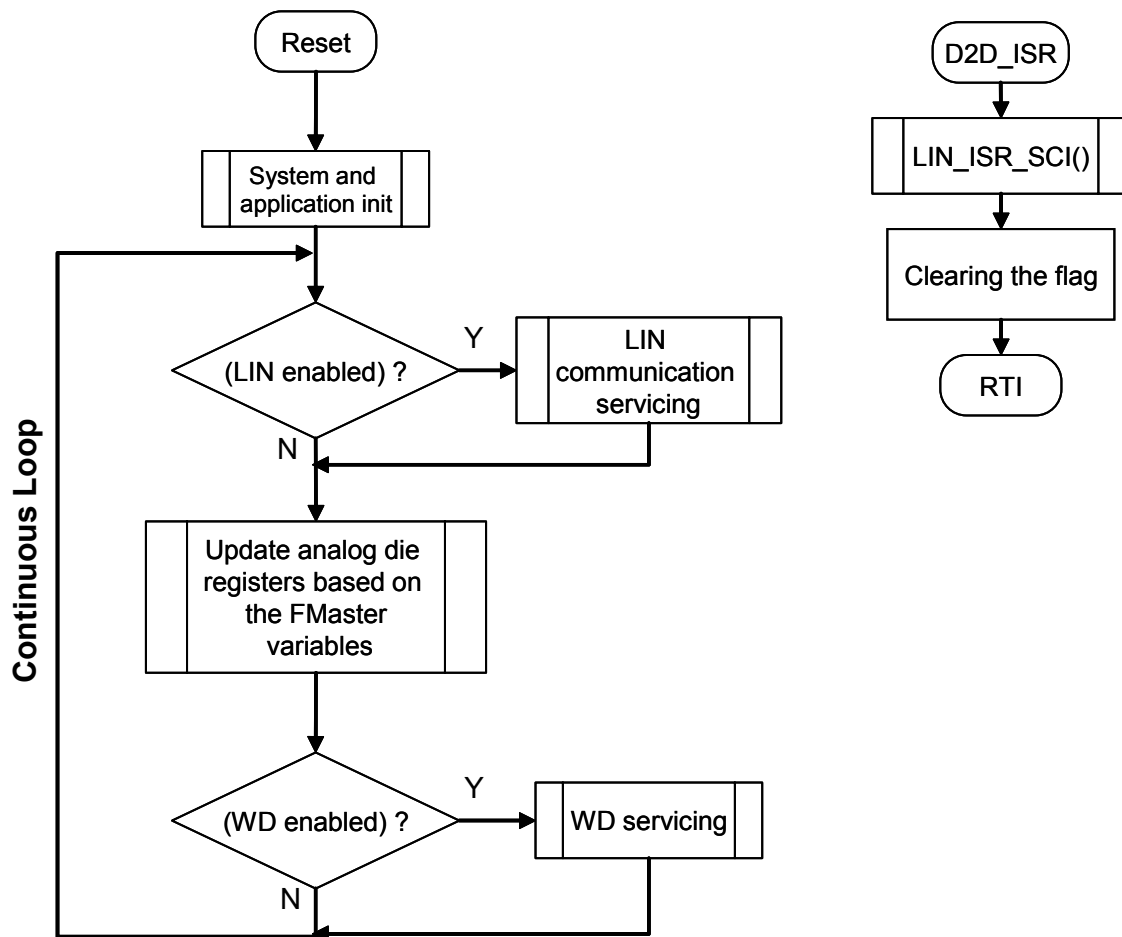 Reset
System and
application init
(LIN enabled) ?
Y
LIN
communication
servicing
N
Update analog die
registers based on
the FMaster
variables
(WD enabled) ?
Y
WD servicing
N
Continuous Loop
D2D_ISR
LIN_ISR_SCI()
Clearing the flag
RTI